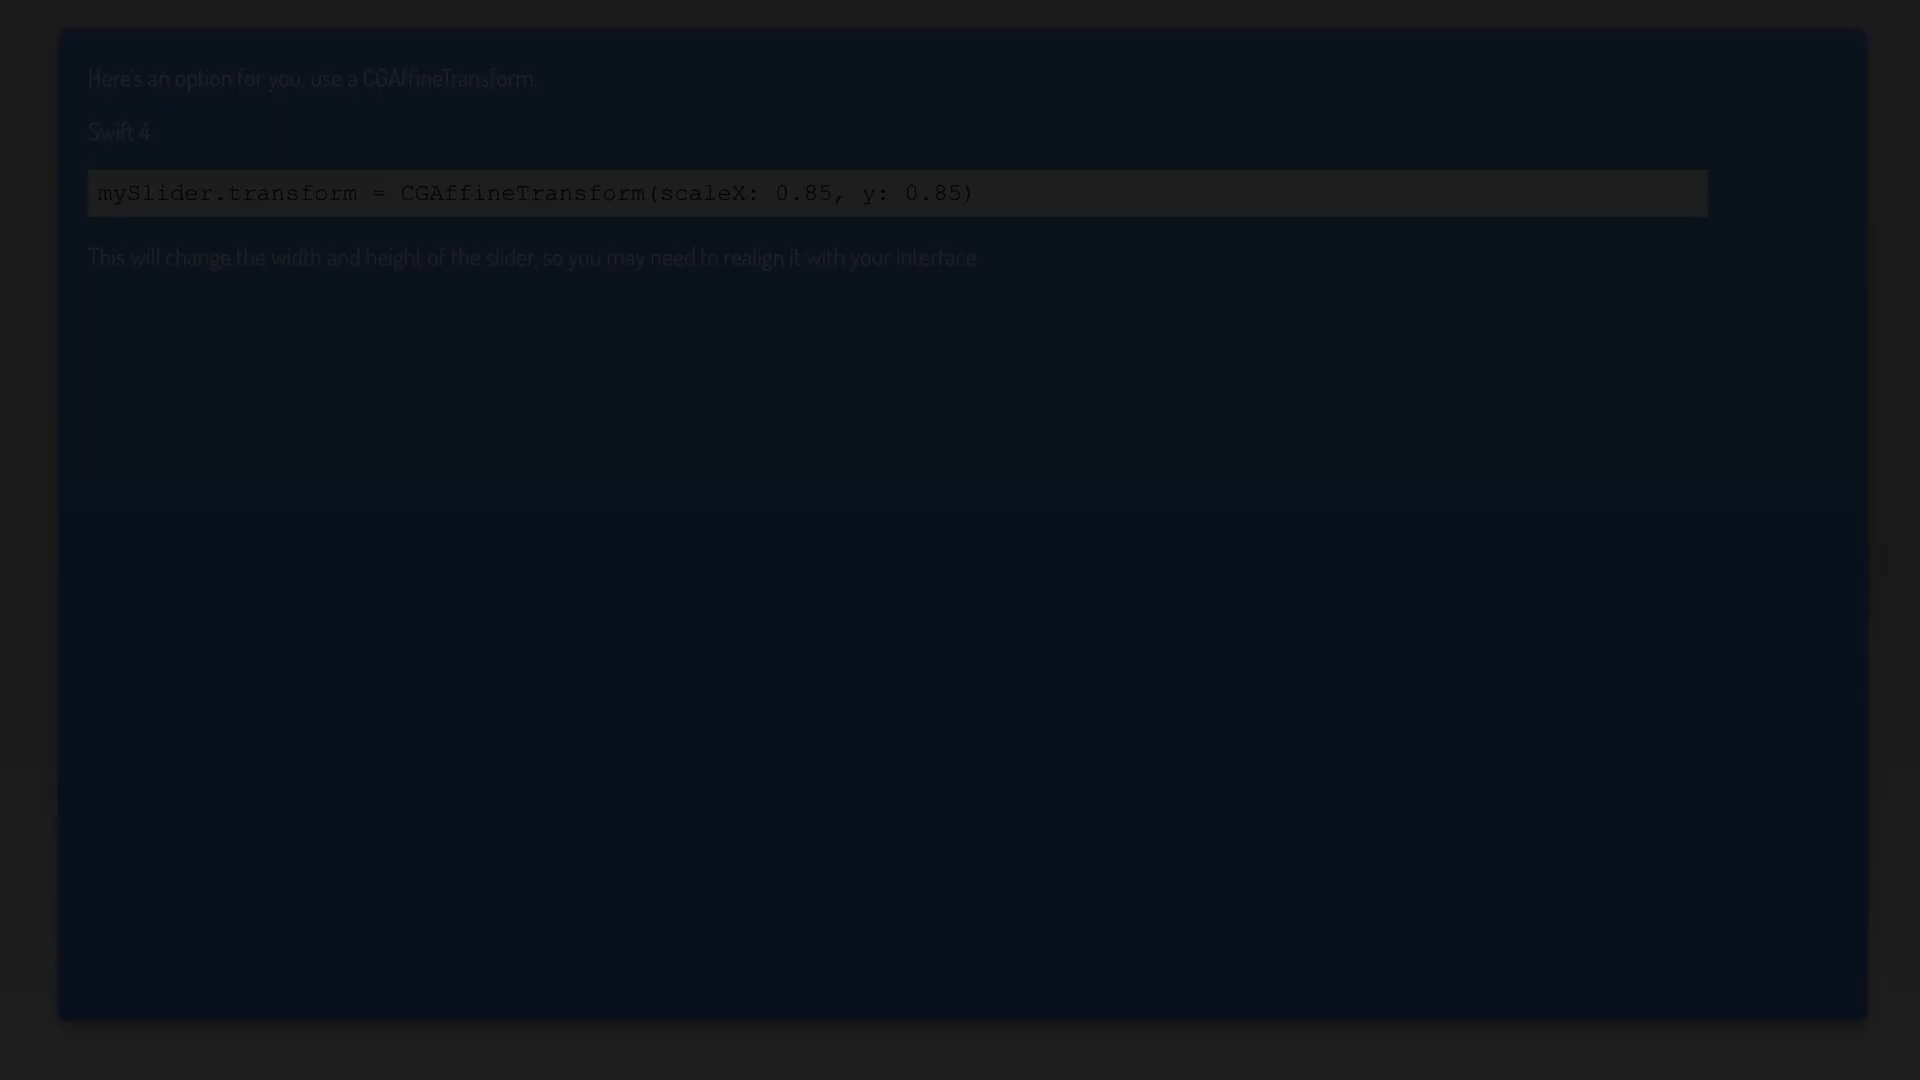 Here's an option for you, use a CGAffineTransform
Swift 4
mySlider.transform = CGAffineTransform(scaleX: 0.85, y: 0.85)
This will change the width and height of the slider, so you may need to realign it with your interface